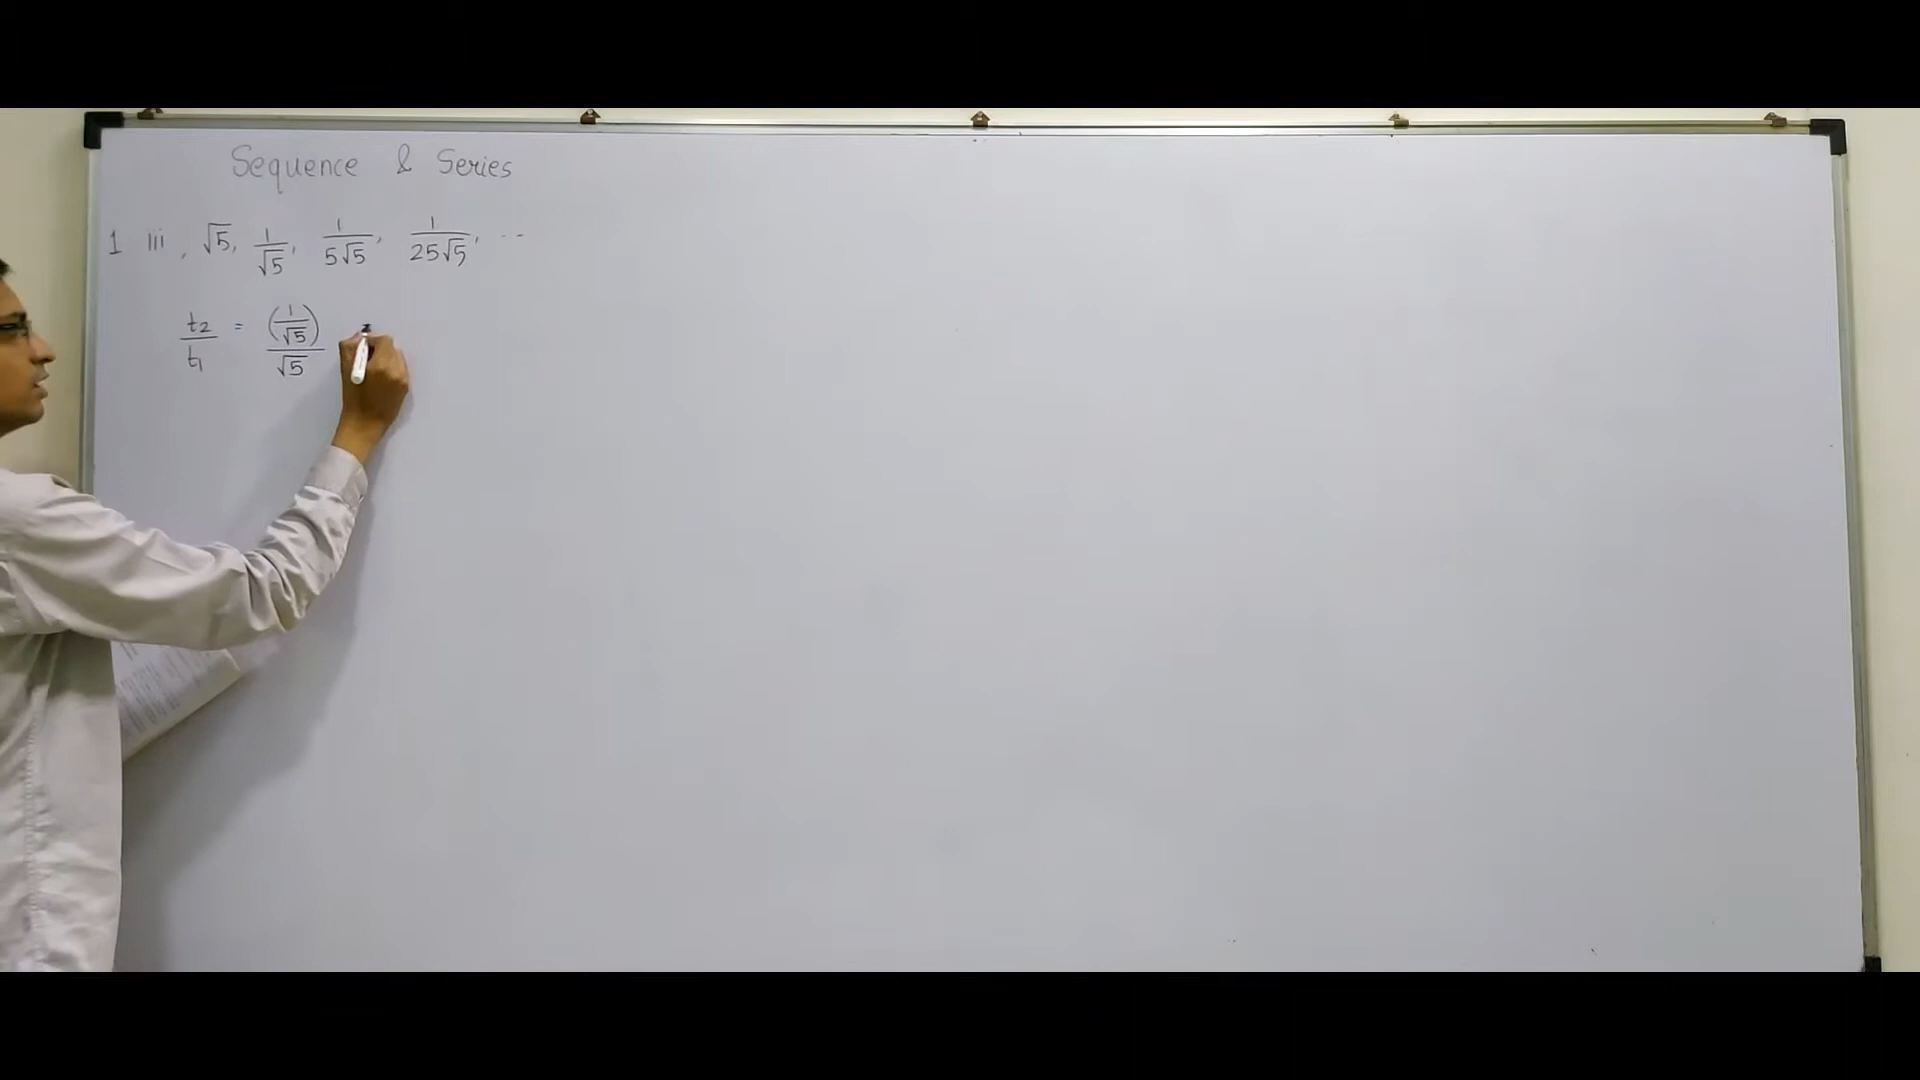 Sequence & Series
1 iii , √5, 1/√5, 1/5√5, 1/25√5, ..
t2/t1 = (1/√5)/√5